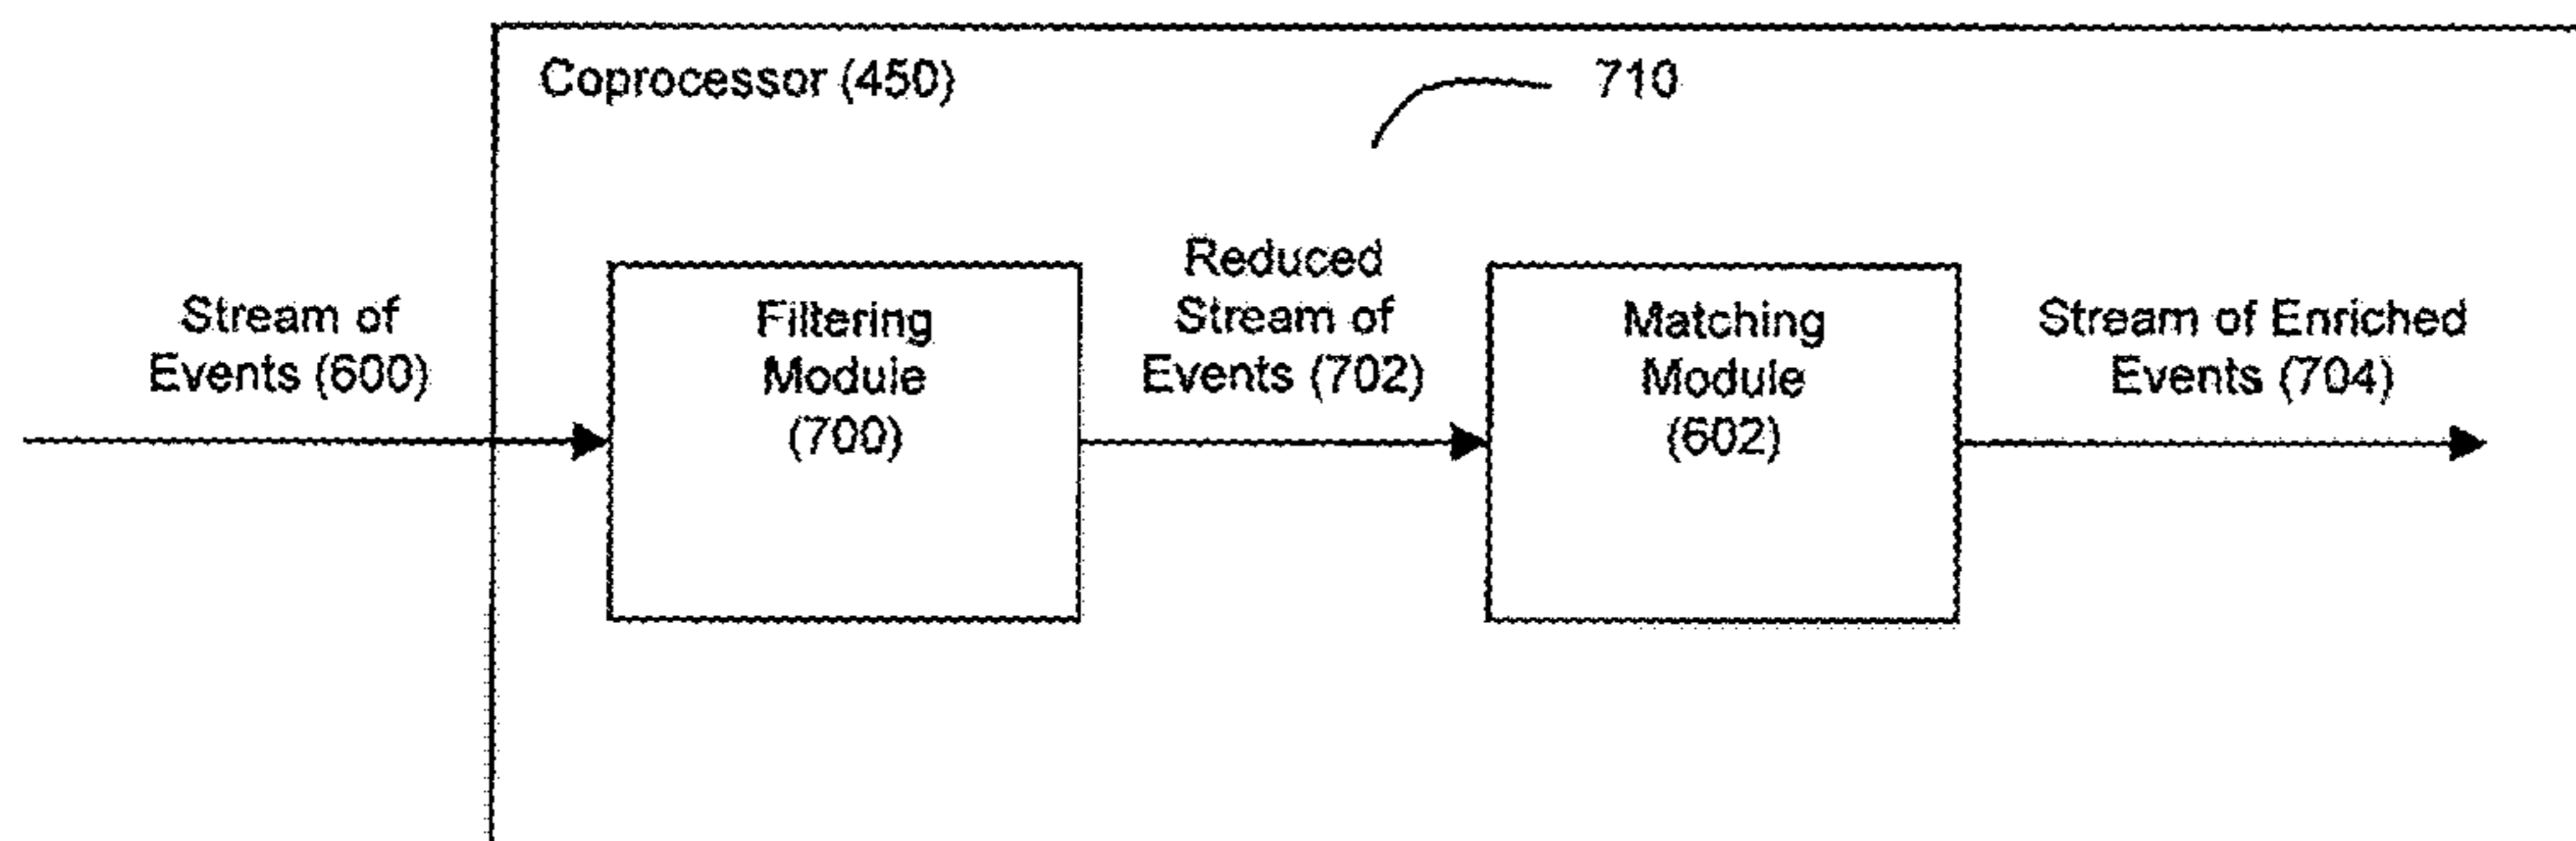 Coprocessor (450)
710
Stream of
Events (600)
Filtering
Module
(700)
Reduced
Stream of
Events (702)
Matching
Module
(602)
Stream of Enriched
Events (704)